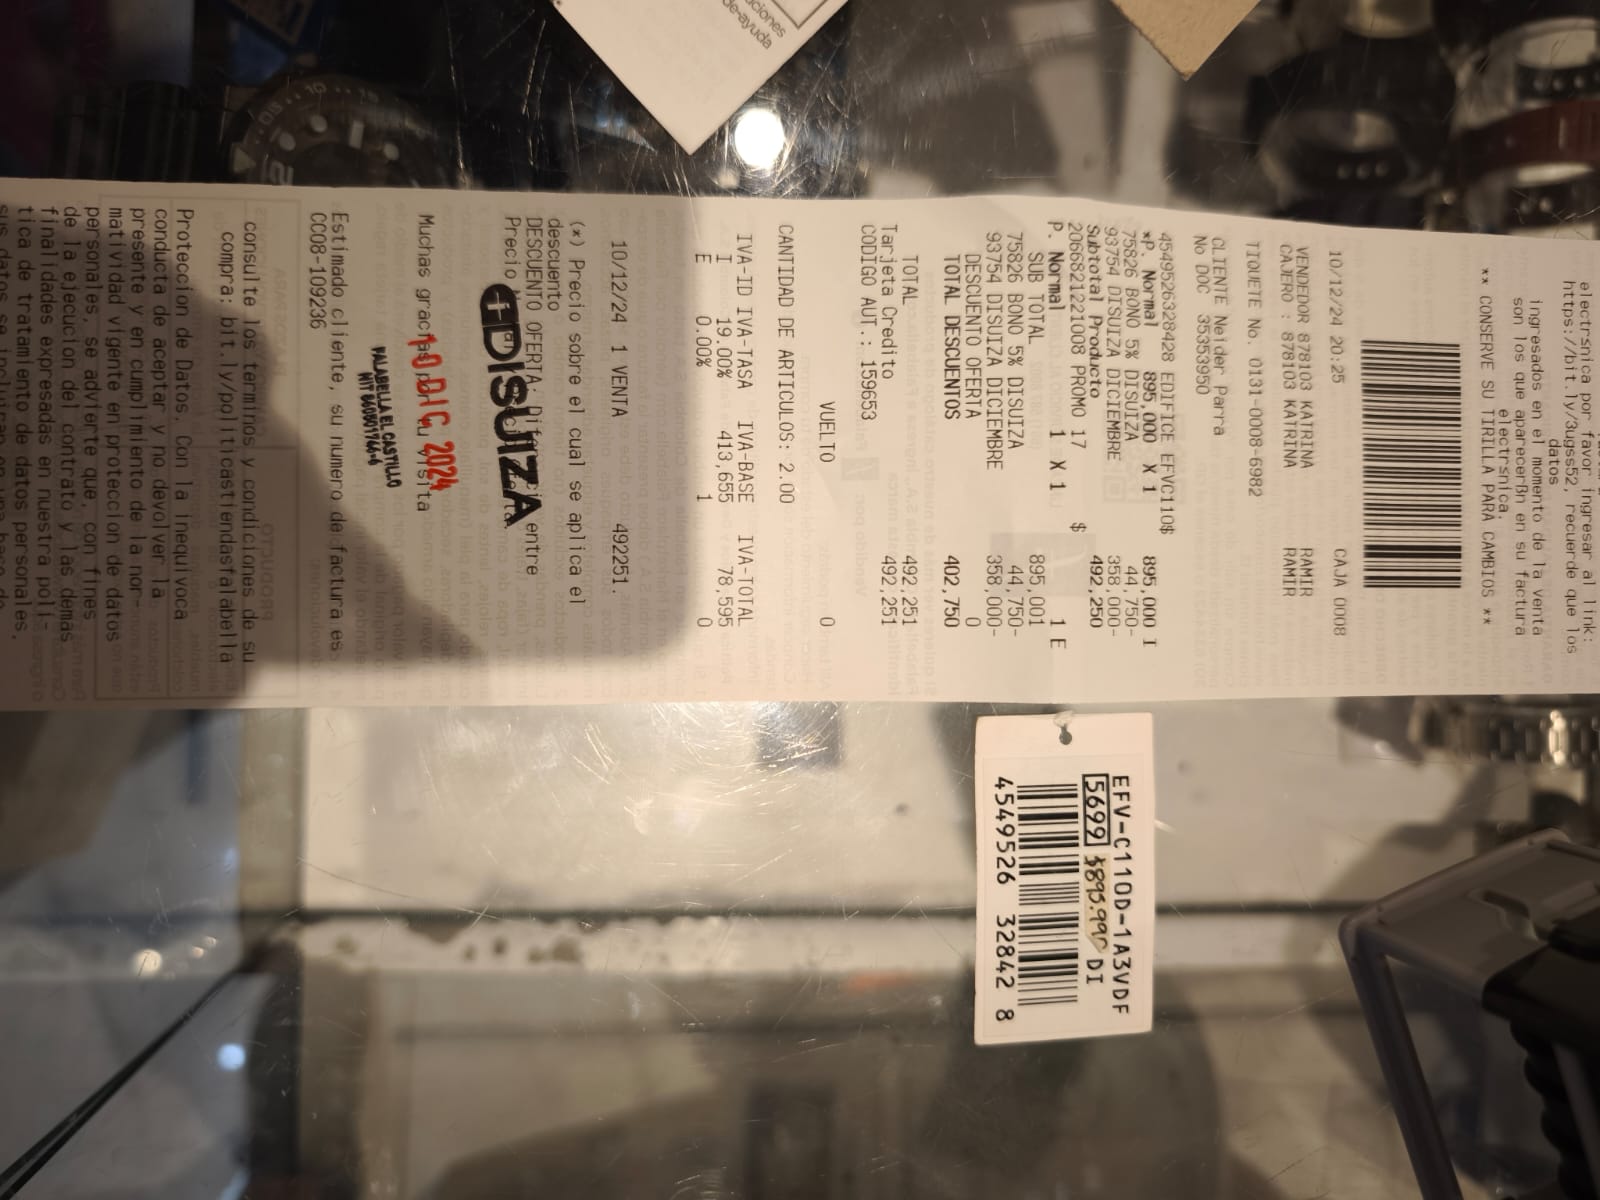 electrsnica por favor ingresar al link:
https://bit.ly/3ugss52, recuerde que los
datos
ingresados en el momento de la venta
son los que aparecerßn en su factura
electrsnica.
** CONSERVE SU TIRILLA PARA CAMBIOS **
10/12/24 20:25 CAJA 0008
VENDEDOR 878103 KATRINA RAMIR
CAJERO : 878103 KATRINA RAMIR
TIQUETE No. 0131-0008-6982
CLIENTE Neider Parra
No DOC 35353950
4549526328428 EDIFICE EFVC110$ 895,000 I
*P. Normal 895,000 X 1
75826 BONO 5% DISUIZA 44,750-
93754 DISUIZA DICIEMBRE 358,000-
Subtotal Producto 492,250
2066821221008 PROMO 17 $
P. Normal 1 X 1 1 E
SUB TOTAL 895,001
75826 BONO 5% DISUIZA 44,750-
93754 DISUIZA DICIEMBRE 358,000-
DESCUENTO OFERTA 0
TOTAL DESCUENTOS 402,750
TOTAL 492,251
Tarjeta Credito 492,251
CODIGO AUT.: 159653
VUELTO 0
CANTIDAD DE ARTICULOS: 2.00
IVA-ID IVA-TASA IVA-BASE IVA-TOTAL
I 19.00% 413,655 78,595
E 0.00% 1 0
(*) Precio sobre el cual se aplica el
descuento
DESCUENTO OFERTA: entre
Precio
10/12/24 1 VENTA 492251.
DISUIZA
Muchas gracias visita
10 DIC 2024
FALABELLA EL CASTILLO
Estimado cliente, su numero de factura es
CC08-109236
consulte los terminos y condiciones de su
compra: bit.ly/politicastiendasfalabella
Proteccion de Datos. Con la inequivoca
conducta de aceptar y no devolver la
presente y en cumplimiento de la nor-
matividad vigente en proteccion de datos
personales, se advierte que, con fines
de la ejecucion del contrato y las demas
finalidades expresadas en nuestra poli-
tica de tratamiento de datos personales.
EFV-C110D-1A3VDF
5699 $895.990 DI
4549526 32842 8